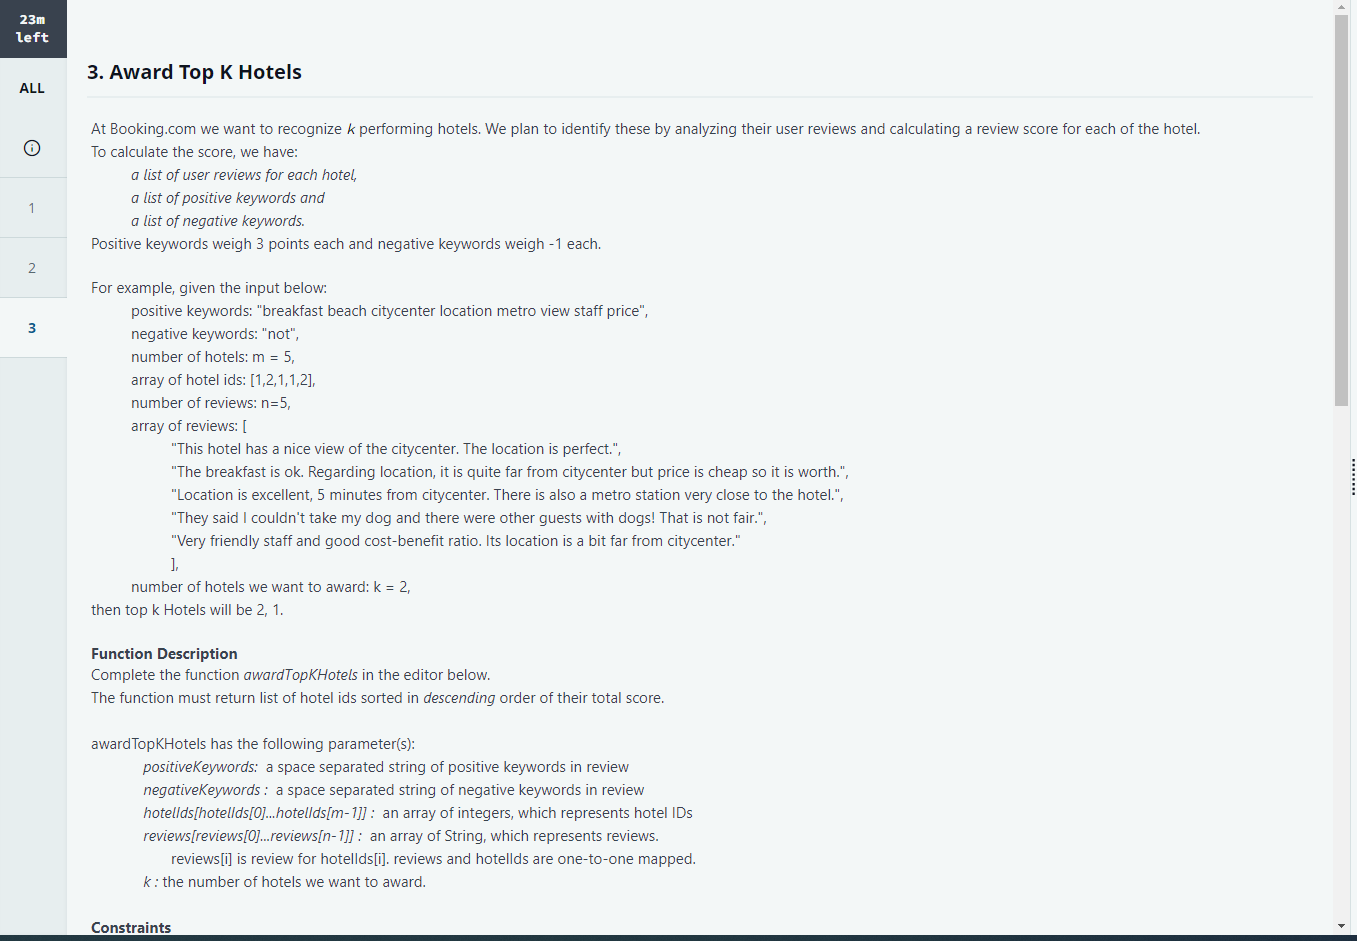 23m
left
ALL
1
2
3
3. Award Top K Hotels
At Booking.com we want to recognize k performing hotels. We plan to identify these by analyzing their user reviews and calculating a review score for each of the hotel.
To calculate the score, we have:
a list of user reviews for each hotel,
a list of positive keywords and
a list of negative keywords.
Positive keywords weigh 3 points each and negative keywords weigh -1 each.
For example, given the input below:
positive keywords: "breakfast beach citycenter location metro view staff price",
negative keywords: "not",
number of hotels: m = 5,
array of hotel ids: [1,2,1,1,2],
number of reviews: n=5,
array of reviews: [
"This hotel has a nice view of the citycenter. The location is perfect.",
"The breakfast is ok. Regarding location, it is quite far from citycenter but price is cheap so it is worth.",
"Location is excellent, 5 minutes from citycenter. There is also a metro station very close to the hotel.",
"They said I couldn't take my dog and there were other guests with dogs! That is not fair.",
"Very friendly staff and good cost-benefit ratio. Its location is a bit far from citycenter."
],
number of hotels we want to award: k = 2,
then top k Hotels will be 2, 1.
Function Description
Complete the function awardTopKHotels in the editor below.
The function must return list of hotel ids sorted in descending order of their total score.
awardTopKHotels has the following parameter(s):
positiveKeywords: a space separated string of positive keywords in review
negativeKeywords : a space separated string of negative keywords in review
hotelIds[hotelIds[0]...hotelIds[m-1]] : an array of integers, which represents hotel IDs
reviews[reviews[0]...reviews[n-1]] : an array of String, which represents reviews.
reviews[i] is review for hotelIds[i]. reviews and hotelIds are one-to-one mapped.
k : the number of hotels we want to award.
Constraints